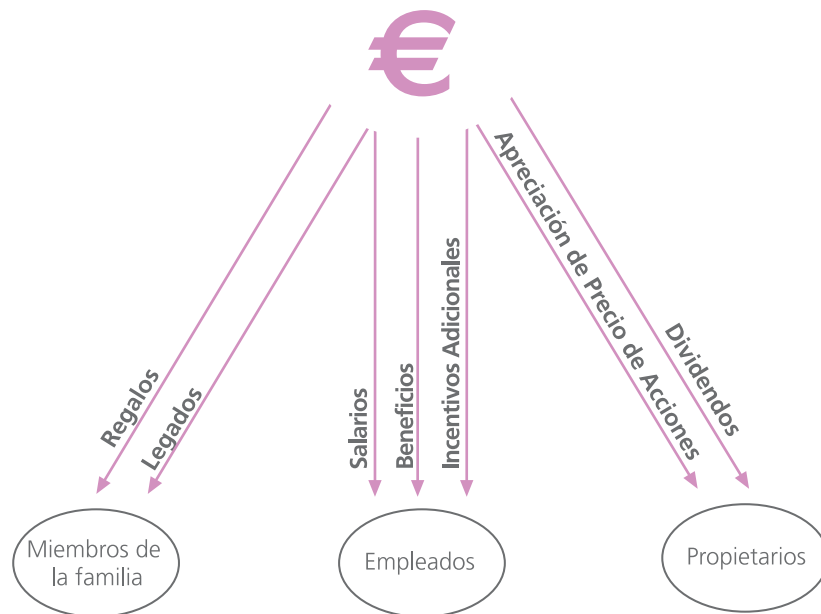 €
Regalos
Legados
Salarios
Beneficios
Incentivos Adicionales
Apreciación de Precio de Acciones
Dividendos
Miembros de
la familia
Empleados
Propietarios